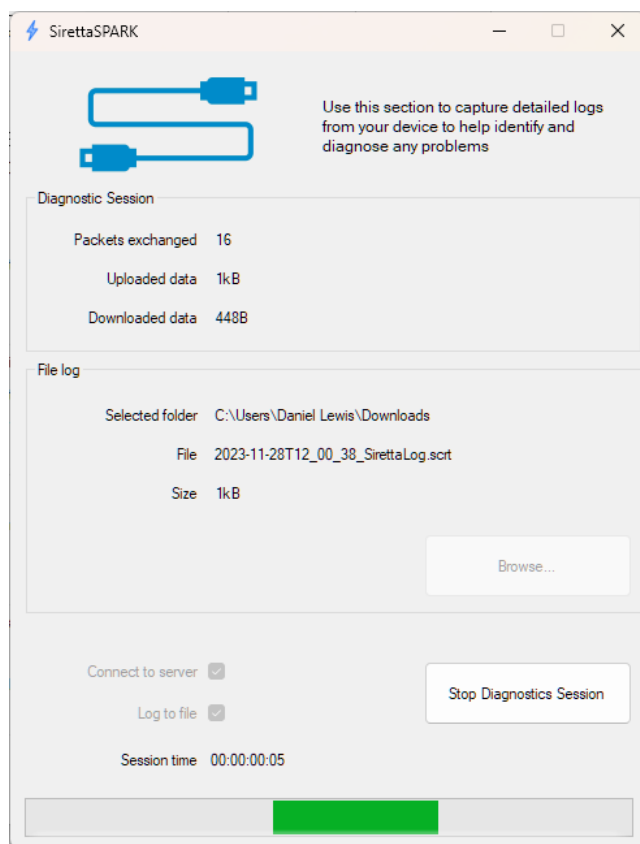 SirettaSPARK
Use this section to capture detailed logs
from your device to help identify and
diagnose any problems
Diagnostic Session
Packets exchanged 16
Uploaded data 1kB
Downloaded data 448B
File log
Selected folder C:\Users\Daniel Lewis\Downloads
File 2023-11-28T12_00_38_SirettaLog.scrt
Size 1kB
Browse...
Connect to server
Stop Diagnostics Session
Log to file
Session time 00:00:00:05